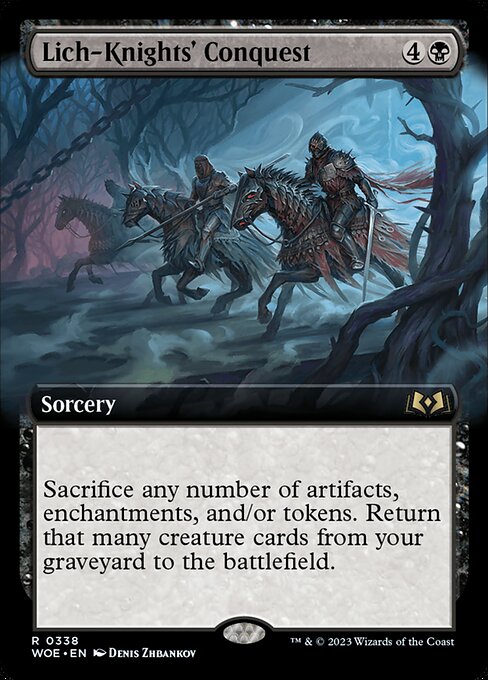 Lich-Knights' Conquest 4
Sorcery
Sacrifice any number of artifacts,
enchantments, and/or tokens. Return
that many creature cards from your
graveyard to the battlefield.
R 0338
WOE • EN Denis Zhbankov
™ & © 2023 Wizards of the Coast